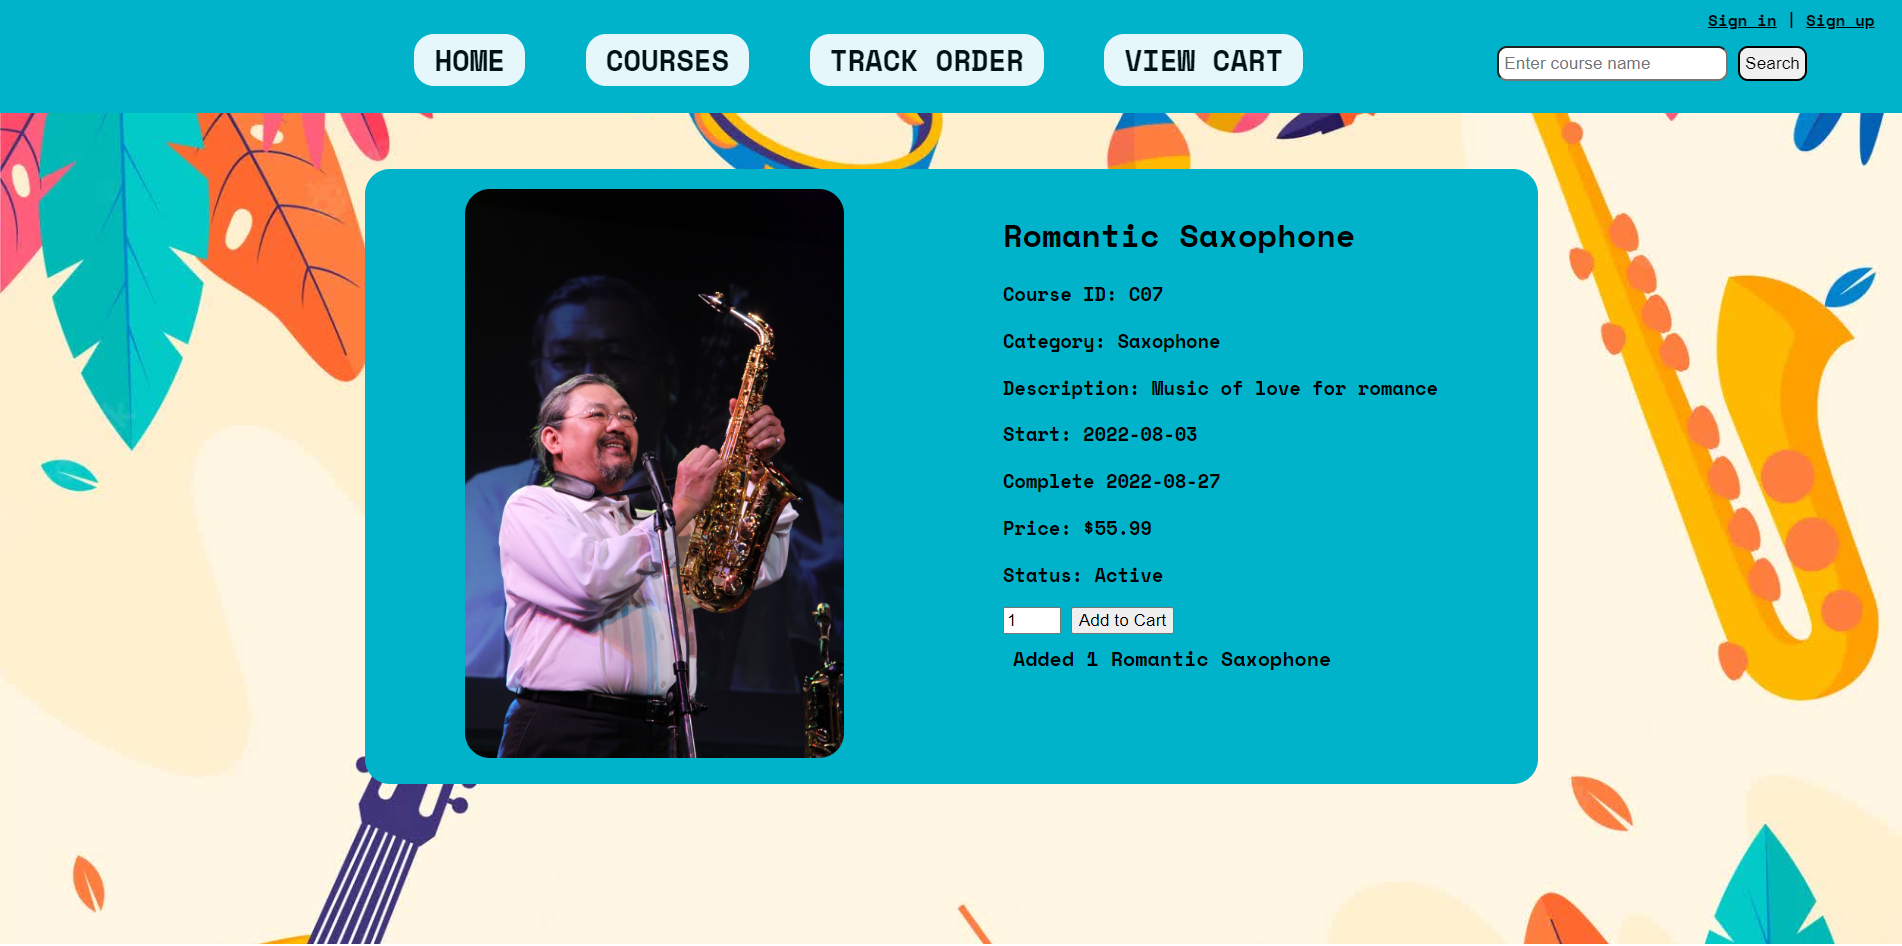 Sign in | Sign up
HOME
COURSES
TRACK ORDER
VIEW CART
Enter course name
Search
Romantic Saxophone
Course ID: C07
Category: Saxophone
Description: Music of love for romance
Start: 2022-08-03
Complete 2022-08-27
Price: $55.99
Status: Active
1
Add to Cart
Added 1 Romantic Saxophone